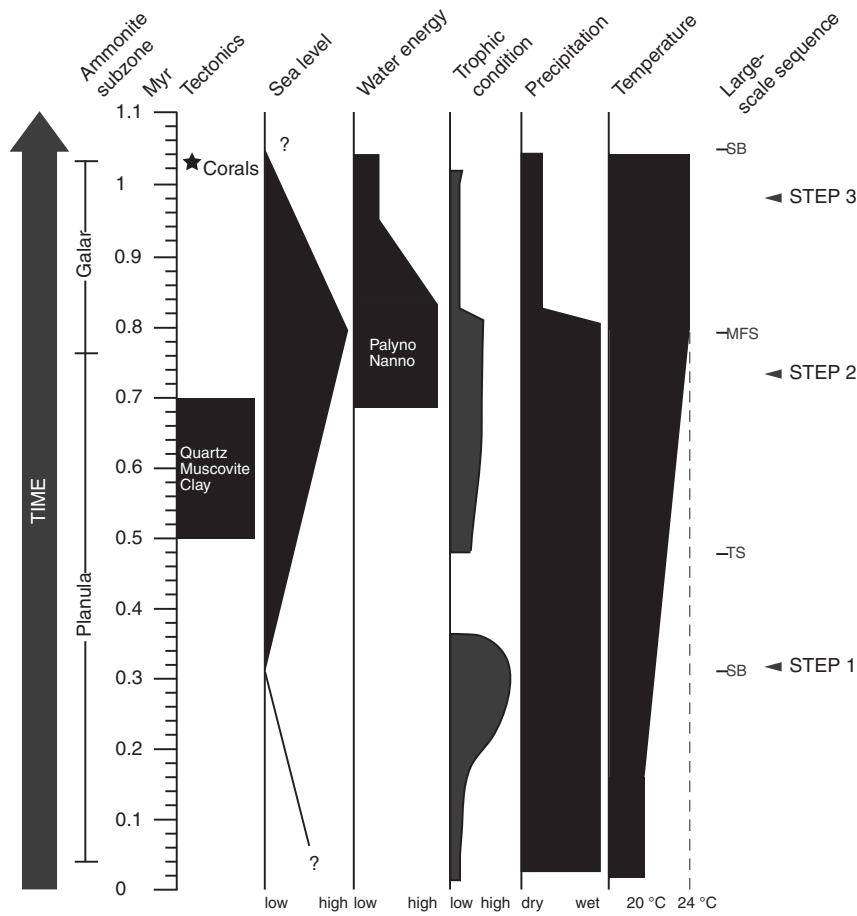 Ammonite
subzone
Myr
Tectonics
Sea level
Water energy
Trophic
condition
Precipitation
Temperature
Large-
scale sequence
1.1
?
SB
Corals
1
STEP 3
Galar
0.9
0.8
MFS
Palyno
Nanno
STEP 2
0.7
Quartz
Muscovite
Clay
0.6
TIME
0.5
TS
0.4
Planula
STEP 1
0.3
SB
0.2
0.1
?
0
low high low high low high dry wet 20 °C 24 °C